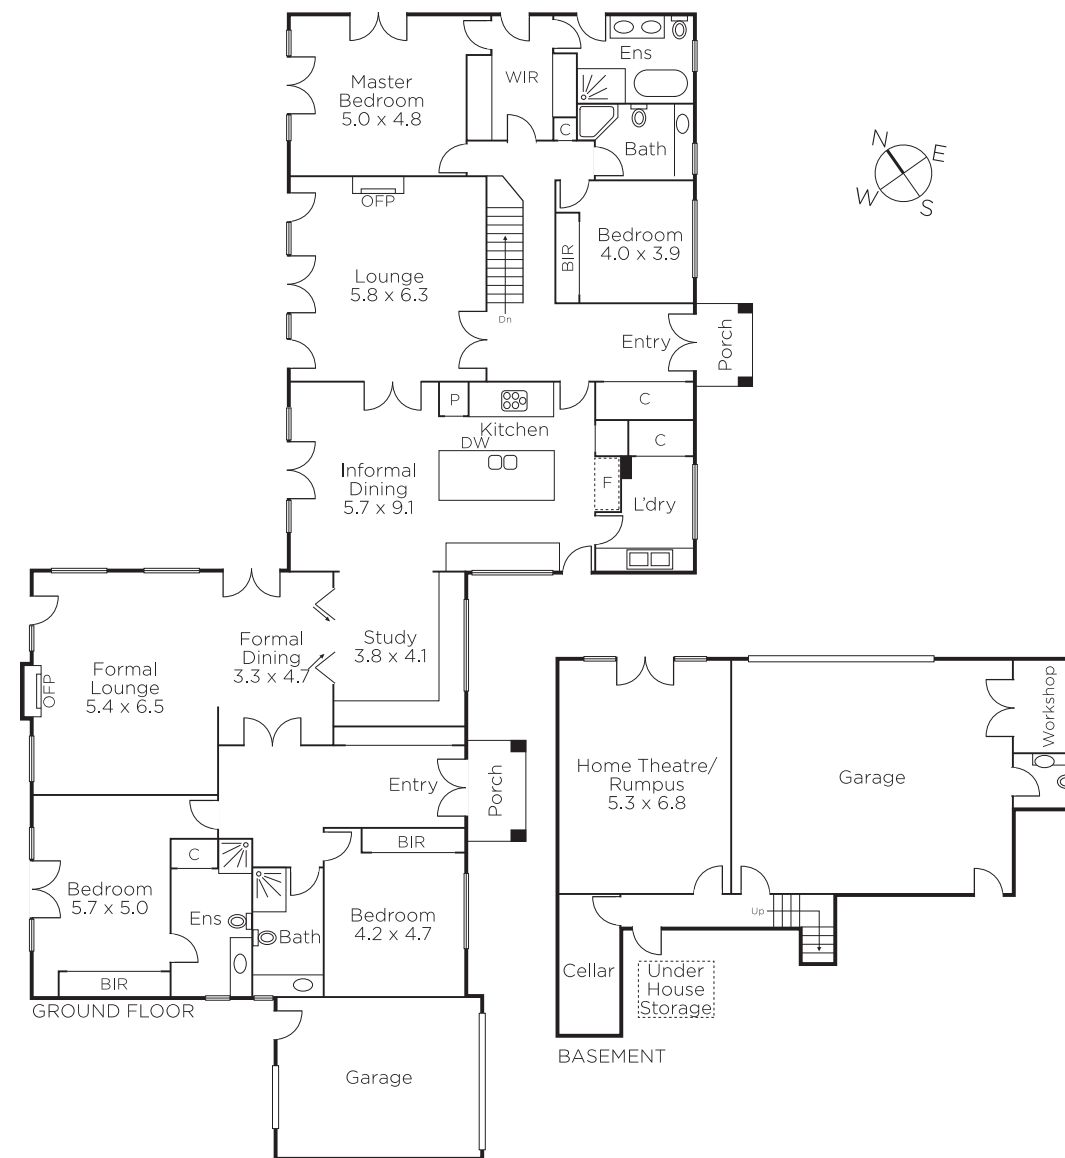 Ens
WIR
Master
Bedroom
5.0 x 4.8
C
Bath
N
E
W
S
OFP
Bedroom
4.0 x 3.9
BIR
Lounge
5.8 x 6.3
Dn
Entry
Porch
P
C
Kitchen
DW
C
Informal
Dining
5.7 x 9.1
F
L'dry
Study
3.8 x 4.1
Formal
Dining
3.3 x 4.7
Formal
Lounge
5.4 x 6.5
OFP
Entry
Porch
BIR
C
Bedroom
5.7 x 5.0
Ens
Bath
Bedroom
4.2 x 4.7
BIR
GROUND FLOOR
Garage
Home Theatre/
Rumpus
5.3 x 6.8
Garage
Workshop
Up
Cellar
Under
House
Storage
BASEMENT